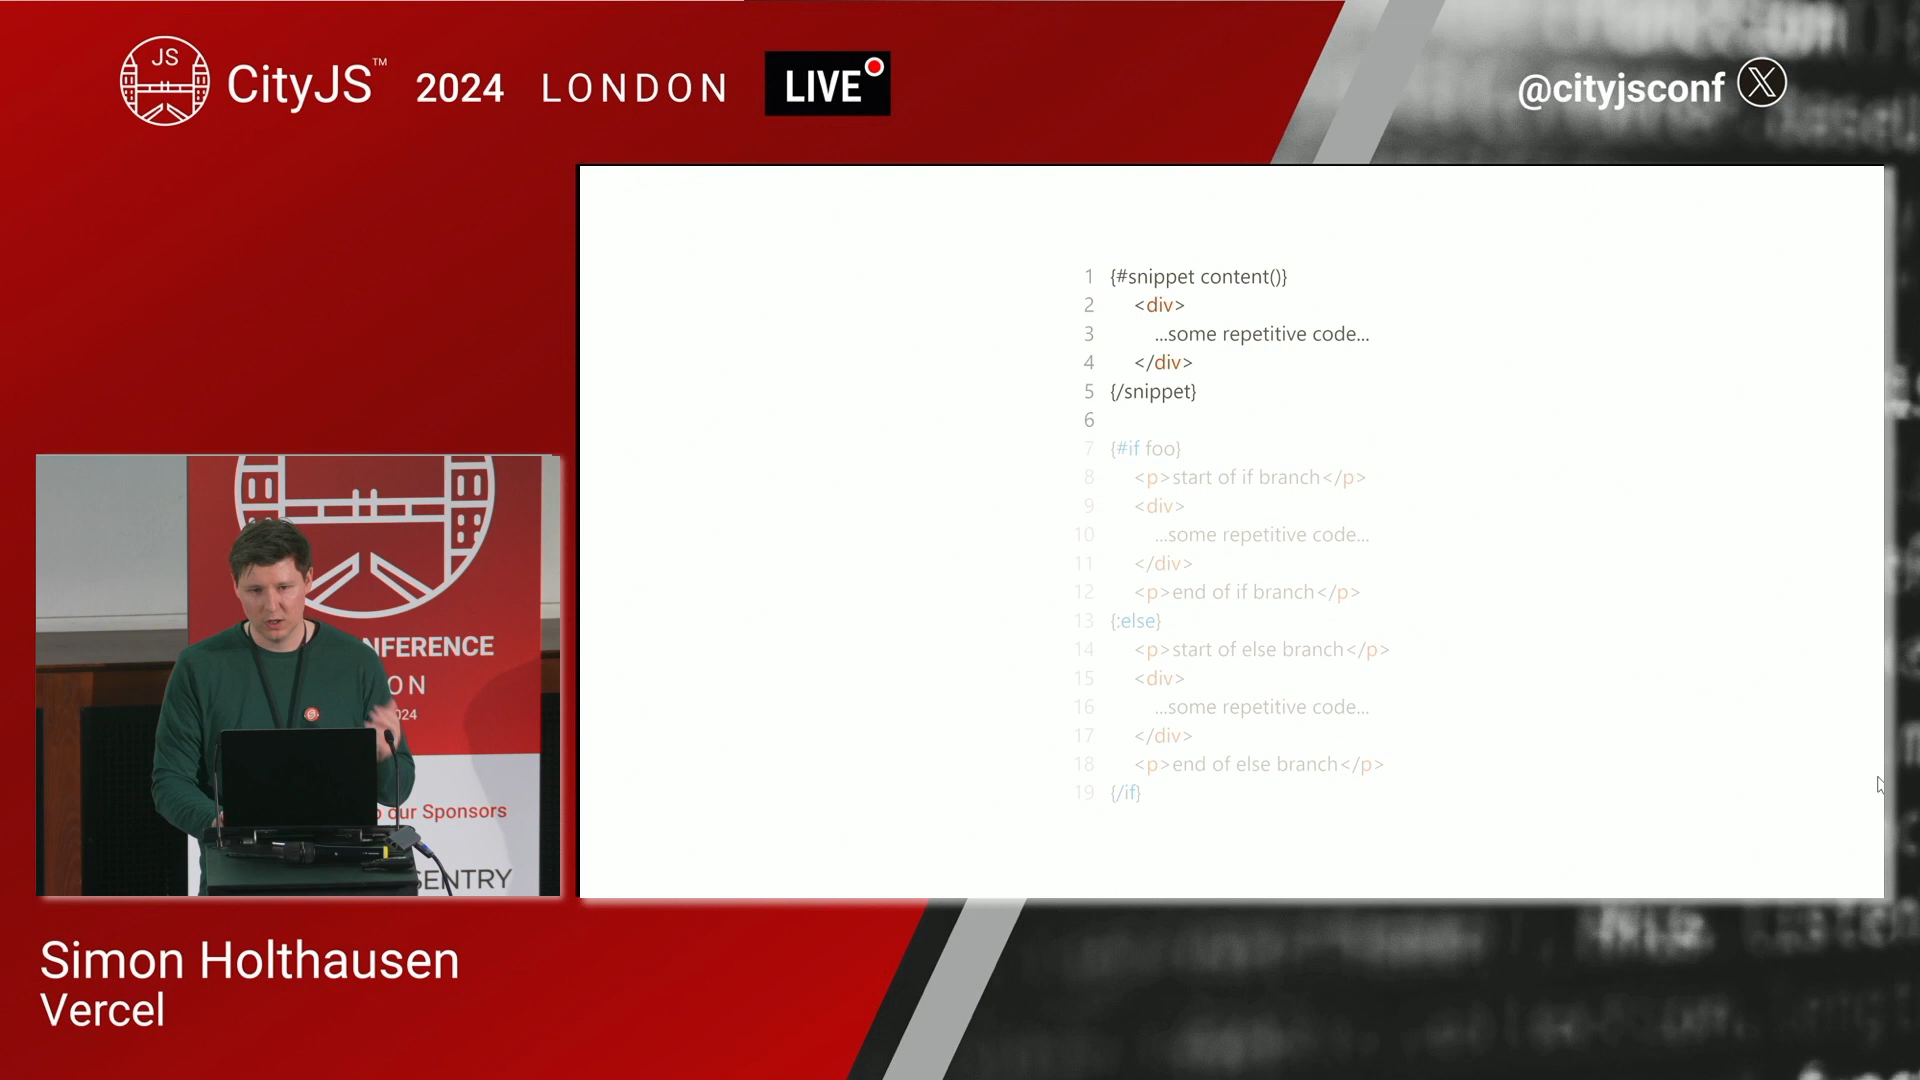 JS
CityJS™ 2024 LONDON LIVE
@cityjsconf X
1 {#snippet content()}
2 <div>
3 ...some repetitive code...
4 </div>
5 {/snippet}
6
7 {#if foo}
8 <p>start of if branch</p>
9 <div>
10 ...some repetitive code...
11 </div>
12 <p>end of if branch</p>
13 {:else}
14 <p>start of else branch</p>
15 <div>
16 ...some repetitive code...
17 </div>
18 <p>end of else branch</p>
19 {/if}
NFERENCE
ON
024
our Sponsors
SENTRY
Simon Holthausen
Vercel